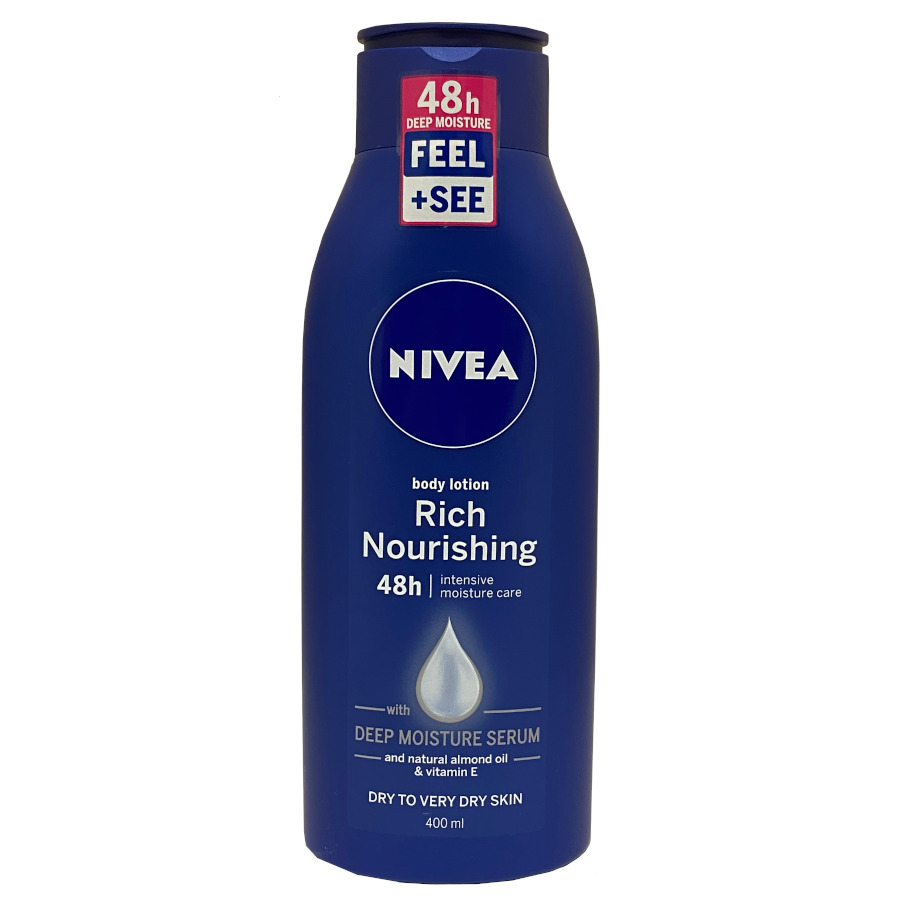 48h
DEEP MOISTURE
FEEL
+SEE
NIVEA
body lotion
Rich
Nourishing
48h | intensive
moisture care
with
DEEP MOISTURE SERUM
and natural almond oil
& vitamin E
DRY TO VERY DRY SKIN
400 ml